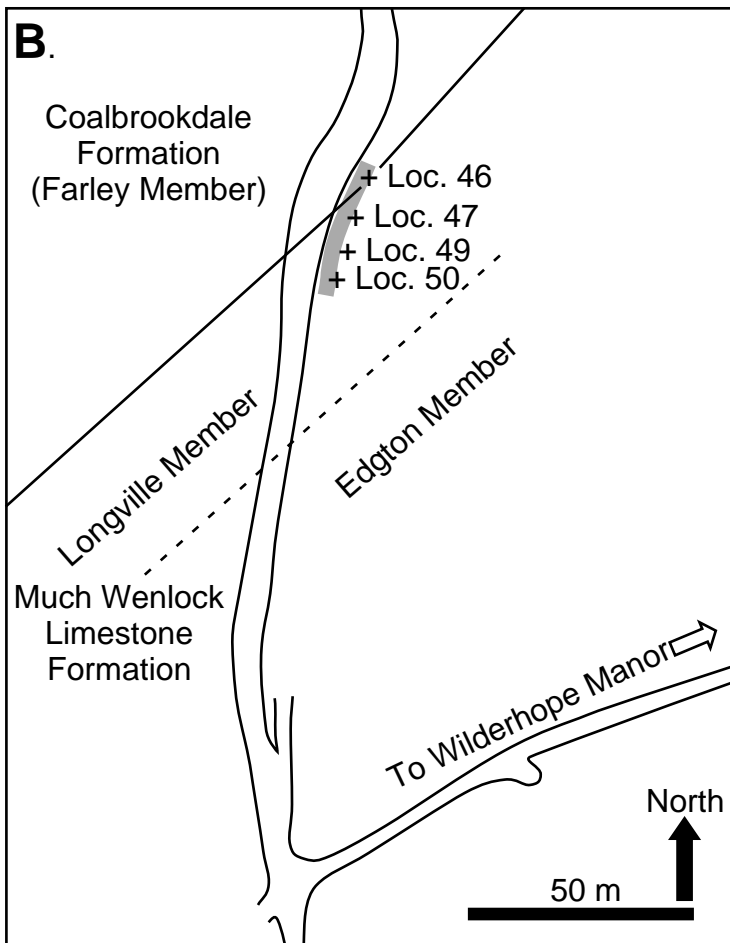 B.
Coalbrookdale
Formation
(Farley Member)
+ Loc. 46
+ Loc. 47
+ Loc. 49
+ Loc. 50
Longville Member
Edgton Member
Much Wenlock
Limestone
Formation
To Wilderhope Manor
North
50 m